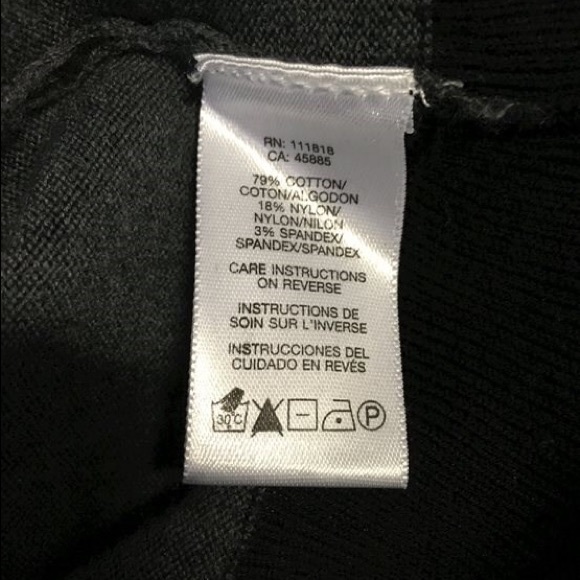 RN: 111818
CA: 45885
79% COTTON/
COTON/ALGODON
18% NYLON/
NYLON/NILON
3% SPANDEX/
SPANDEX/SPANDEX
CARE INSTRUCTIONS
ON REVERSE
INSTRUCTIONS DE
SOIN SUR L'INVERSE
INSTRUCCIONES DEL
CUIDADO EN REVÉS
30°C
P